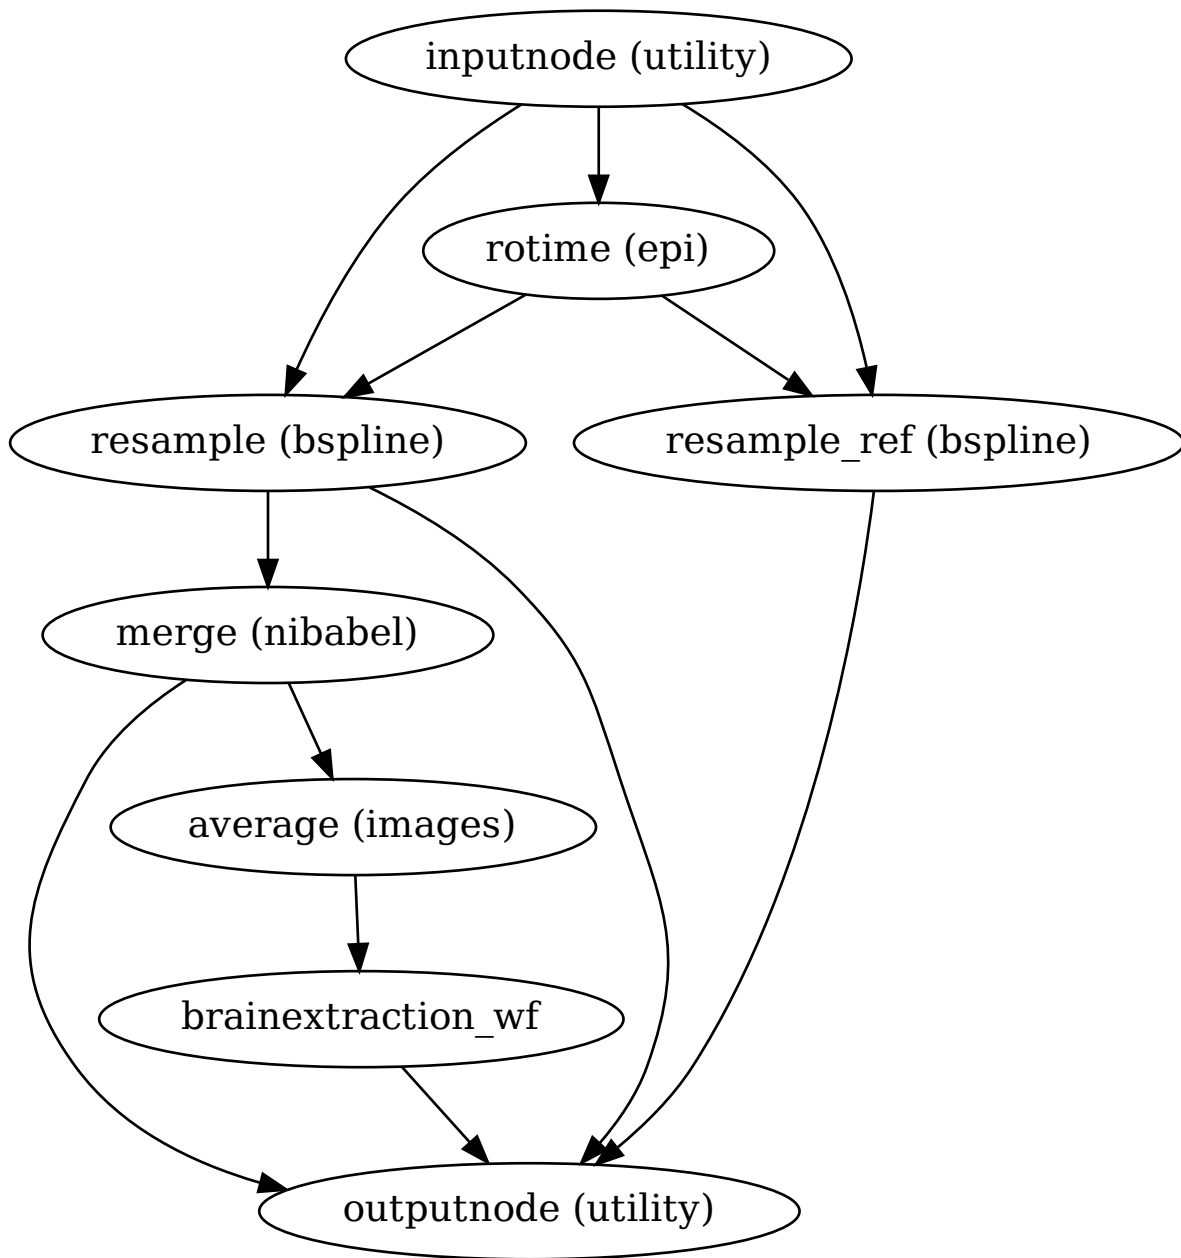 inputnode (utility)
rotime (epi)
resample (bspline)
resample_ref (bspline)
merge (nibabel)
average (images)
brainextraction_wf
outputnode (utility)